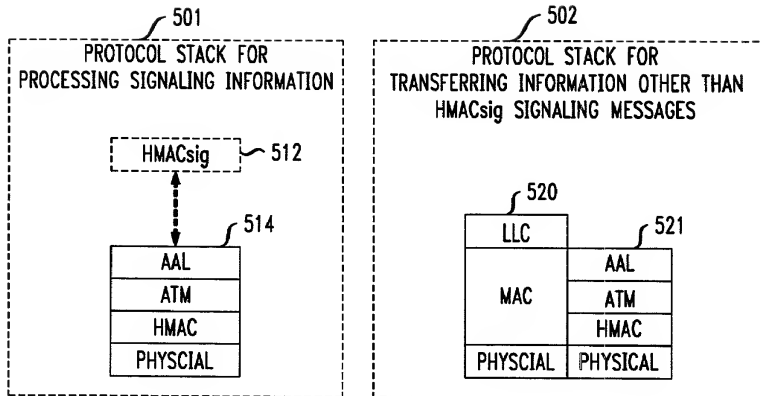 501
PROTOCOL STACK FOR
PROCESSING SIGNALING INFORMATION
HMACsig
512
514
AAL
ATM
HMAC
PHYSCIAL
502
PROTOCOL STACK FOR
TRANSFERRING INFORMATION OTHER THAN
HMACsig SIGNALING MESSAGES
520
LLC
521
MAC
AAL
ATM
HMAC
PHYSCIAL
PHYSICAL